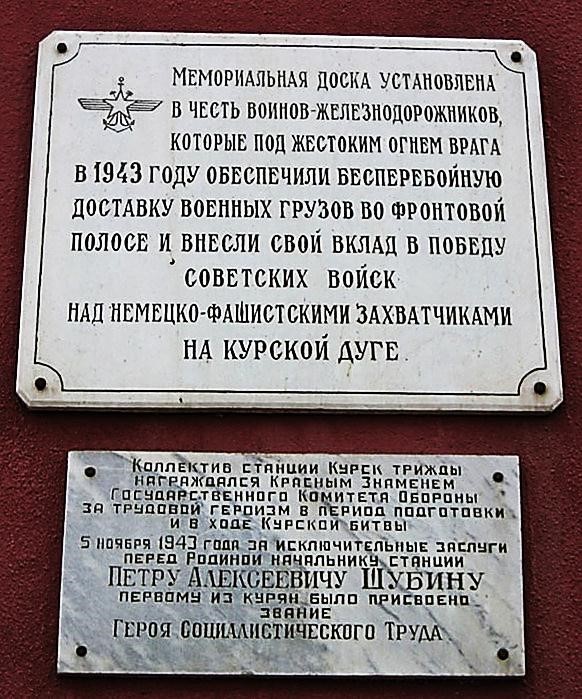 Мемориальная доска установлена
в честь воинов-железнодорожников,
которые под жестоким огнем врага
в 1943 году обеспечили бесперебойную
доставку военных грузов во фронтовой
полосе и внесли свой вклад в победу
советских войск
над немецко-фашистскими захватчиками
на Курской дуге
Коллектив станции Курск трижды
награждался Красным Знаменем
Государственного Комитета Обороны
за трудовой героизм в период подготовки
и в ходе Курской битвы
5 ноября 1943 года за исключительные заслуги
перед Родиной начальнику станции
Петру Алексеевичу Шубину
первому из курян было присвоено
звание
Героя Социалистического Труда